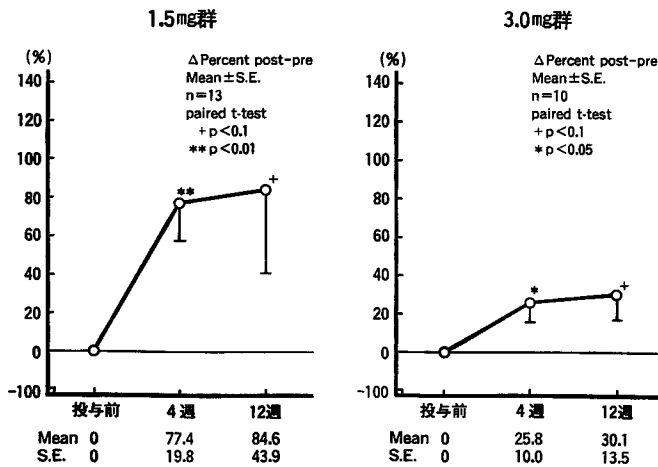 1.5㎎群
(%)
140
120
100
80
60
40
20
0
-100
△Percent post-pre
Mean±S.E.
n=13
paired t-test
+p<0.1
**p<0.01
**
+
投与前 4週 12週
Mean 0 77.4 84.6
S.E. 0 19.8 43.9
3.0㎎群
(%)
140
120
100
80
60
40
20
0
-100
△Percent post-pre
Mean±S.E.
n=10
paired t-test
+p<0.1
*p<0.05
*
+
投与前 4週 12週
Mean 0 25.8 30.1
S.E. 0 10.0 13.5